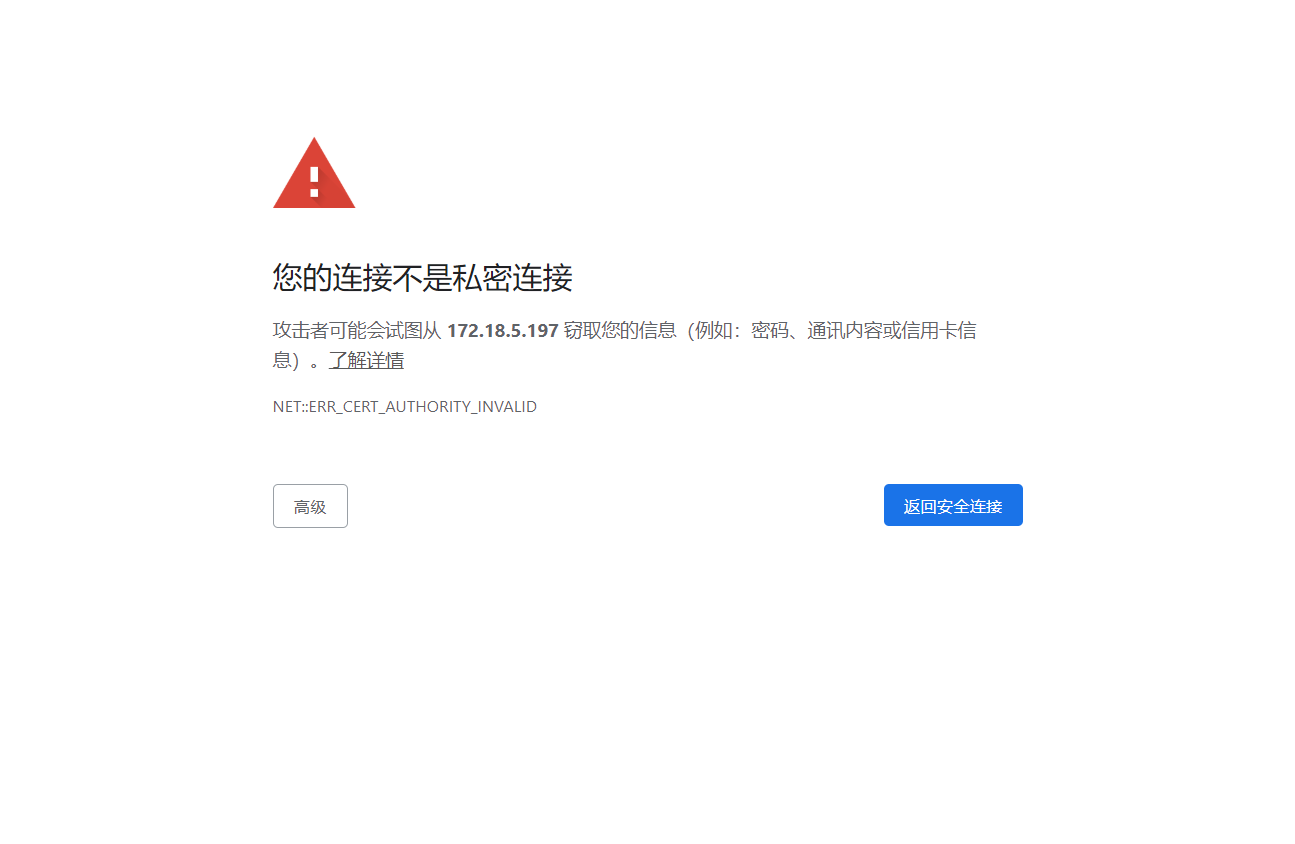 您的连接不是私密连接
攻击者可能会试图从 172.18.5.197 窃取您的信息（例如：密码、通讯内容或信用卡信
息）。了解详情
NET::ERR_CERT_AUTHORITY_INVALID
高级
返回安全连接